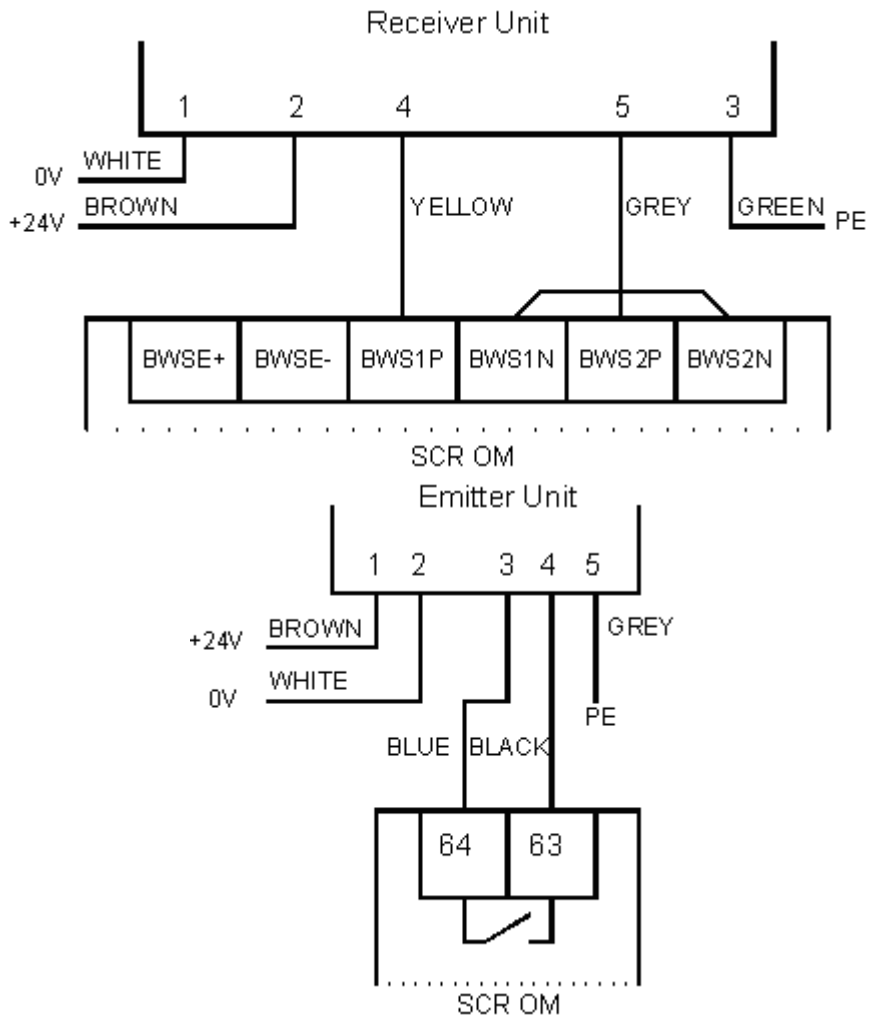 Receiver Unit
1 2 4 5 3
0V WHITE
+24V BROWN YELLOW GREY GREEN PE
BWSE+ BWSE- BWS1P BWS1N BWS2P BWS2N
SCR OM
Emitter Unit
1 2 3 4 5
+24V BROWN GREY
0V WHITE
PE
BLUE BLACK
64 63
SCR OM